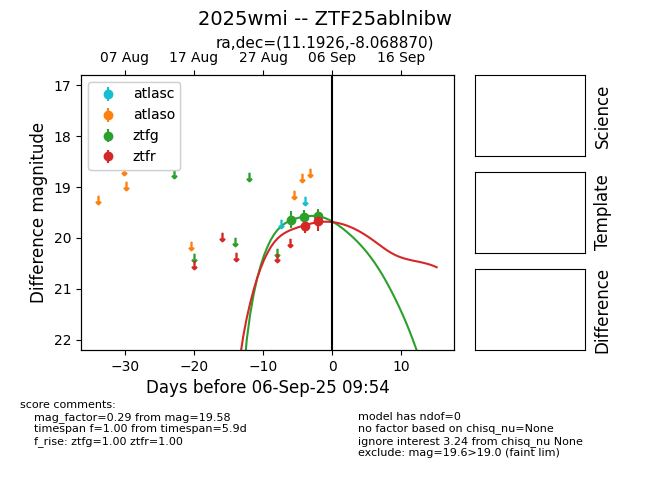 2025wmi -- ZTF25ablnibw
ra,dec=(11.1926,-8.068870)
07 Aug 17 Aug 27 Aug 06 Sep 16 Sep
17
18
19
20
21
22
Difference magnitude
atlasc
atlaso
ztfg
ztfr
−30 −20 −10 0 10
Days before 06-Sep-25 09:54
Science
Template
Difference
score comments:
mag_factor=0.29 from mag=19.58
timespan f=1.00 from timespan=5.9d
f_rise: ztfg=1.00 ztfr=1.00
model has ndof=0
no factor based on chisq_nu=None
ignore interest 3.24 from chisq_nu None
exclude: mag=19.6>19.0 (faint lim)